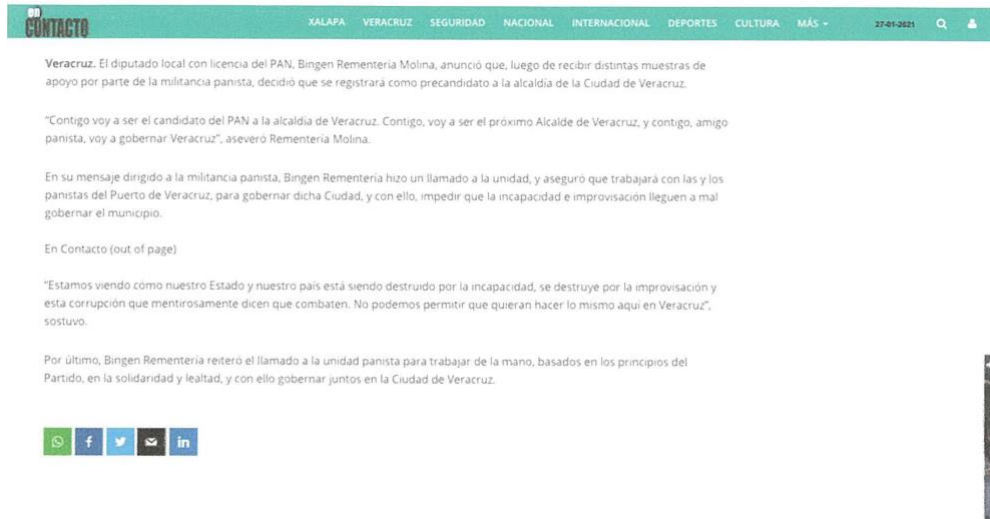 en
CONTACTO
XALAPA VERACRUZ SEGURIDAD NACIONAL INTERNACIONAL DEPORTES CULTURA MÁS 27-01-2021
Veracruz. El diputado local con licencia del PAN, Bingen Rementería Molina, anunció que, luego de recibir distintas muestras de
apoyo por parte de la militancia panista, decidió que se registrará como precandidato a la alcaldía de la Ciudad de Veracruz.
"Contigo voy a ser el candidato del PAN a la alcaldía de Veracruz. Contigo, voy a ser el próximo Alcalde de Veracruz, y contigo, amigo
panista, voy a gobernar Veracruz", aseveró Rementería Molina.
En su mensaje dirigido a la militancia panista, Bingen Rementería hizo un llamado a la unidad, y aseguró que trabajará con las y los
panistas del Puerto de Veracruz, para gobernar dicha Ciudad, y con ello, impedir que la incapacidad e improvisación lleguen a mal
gobernar el municipio.
En Contacto (out of page)
"Estamos viendo cómo nuestro Estado y nuestro país está siendo destruido por la incapacidad, se destruye por la improvisación y
esta corrupción que mentirosamente dicen que combaten. No podemos permitir que quieran hacer lo mismo aquí en Veracruz",
sostuvo.
Por último, Bingen Rementería reiteró el llamado a la unidad panista para trabajar de la mano, basados en los principios del
Partido, en la solidaridad y lealtad, y con ello gobernar juntos en la Ciudad de Veracruz.